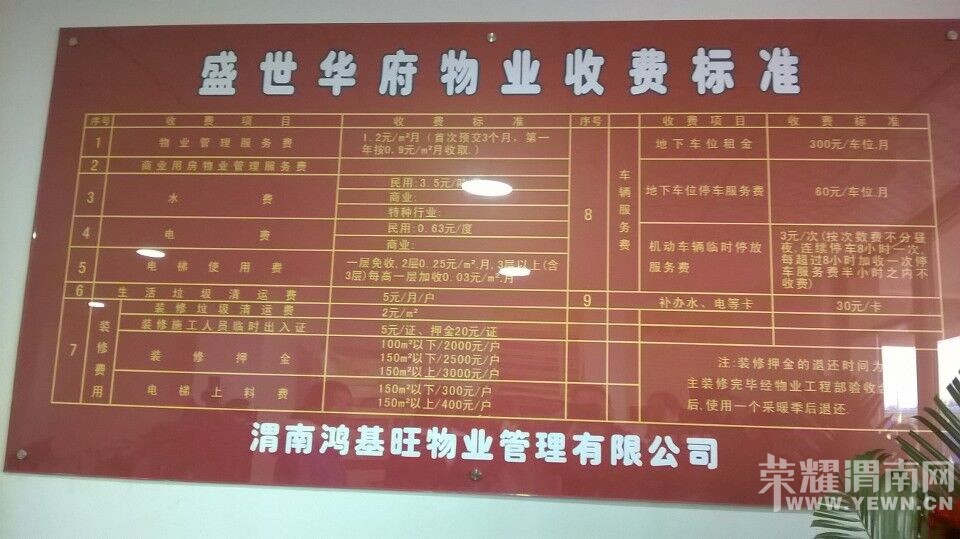 盛世华府物业收费标准
序号 收费项目 收费标准
1 物业管理服务费 1.2元/m²月(首次预交3个月,第一
年按0.9元/m²月收取.)
2 商业用房物业管理服务费
3 水费 民用:3.5元/
商业:
特种行业:
4 电费 民用:0.63元/度
商业:
5 电梯使用费 一层免收,2层0.25元/m².月,3层以上(含
3层)每高一层加收0.03元/m².月
6 生活垃圾清运费 5元/月/户
7 装修费用 装修垃圾清运费 2元/m²
装修施工人员临时出入证 5元/证、押金20元/证
装修押金 100m²以下/2000元/户
150m²以下/2500元/户
150m²以上/3000元/户
电梯上料费 150m²以下/300元/户
150m²以上/400元/户
序号 收费项目 收费标准
8 车辆服务费 地下车位租金 300元/车位.月
地下车位停车服务费 60元/车位.月
机动车辆临时停放
服务费
3元/次(按次数费不分昼
夜,连续停车8小时一次,
每超过8小时加收一次停
车服务费半小时之内不
收费)
9 补办水、电等卡 30元/卡
注:装修押金的退还时间为
主装修完毕经物业工程部验收
后,使用一个采暖季后退还.
渭南鸿基旺物业管理有限公司
荣耀渭南网
WWW.YEWN.CN